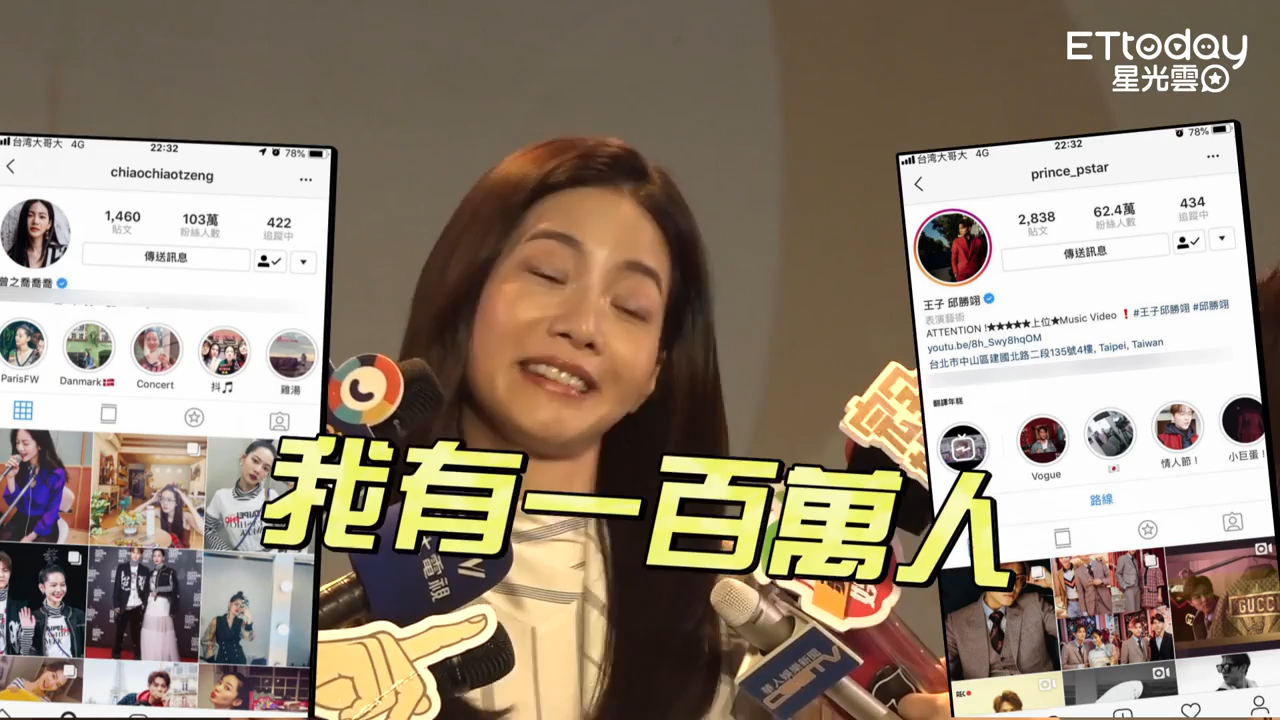 ETtoday
星光雲
台湾大哥大 4G 22:32 78%
chiaochiaotzeng
1,460 103萬 422
貼文 粉絲人數 追蹤中
傳送訊息
曾之喬喬喬
ParisFW Danmark🇩🇰 Concert 抖🎵 雞湯
台湾大哥大 4G 22:32 78%
prince_pstar
2,838 62.4萬 434
貼文 粉絲人數 追蹤中
傳送訊息
王子 邱勝翊
表演藝術
ATTENTION !★★★★★上位★Music Video ❗ #王子邱勝翊 #邱勝翊
youtu.be/8h_Swy8hqOM
台北市中山區建國北路二段135號4樓, Taipei, Taiwan
翻譯年糕
Vogue 🇯🇵 情人節! 小巨蛋!
路線
GUCCI
我有一百萬人
電視